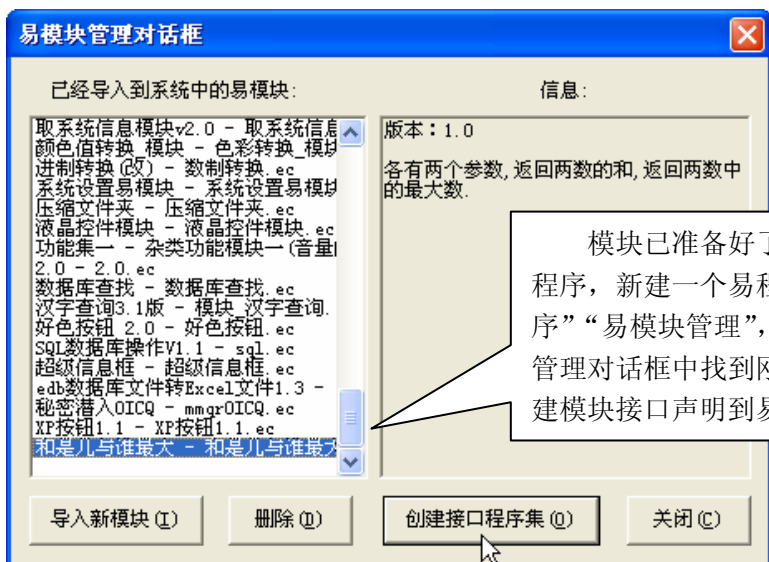 易模块管理对话框
已经导入到系统中的易模块:
取系统信息模块v2.0 - 取系统信息
颜色值转换_模块 - 色彩转换_模块
进制转换(改) - 数制转换.ec
系统设置易模块 - 系统设置易模块
压缩文件夹 - 压缩文件夹.ec
液晶控件模块 - 液晶控件模块.ec
功能集一 - 杂类功能模块一(音量
2.0 - 2.0.ec
数据库查找 - 数据库查找.ec
汉字查询3.1版 - 模块_汉字查询.
好色按钮 2.0 - 好色按钮.ec
SQL数据库操作V1.1 - sql.ec
超级信息框 - 超级信息框.ec
edb数据库文件转Excel文件1.3 -
秘密潜入OICQ - mmqrOICQ.ec
XP按钮1.1 - XP按钮1.1.ec
和是几与谁最大 - 和是几与谁最大
信息:
版本：1.0
各有两个参数,返回两数的和,返回两数中
的最大数.
模块已准备好了
程序，新建一个易程
序”“易模块管理”，
管理对话框中找到刚
建模块接口声明到易
导入新模块(I)
删除(D)
创建接口程序集(O)
关闭(C)